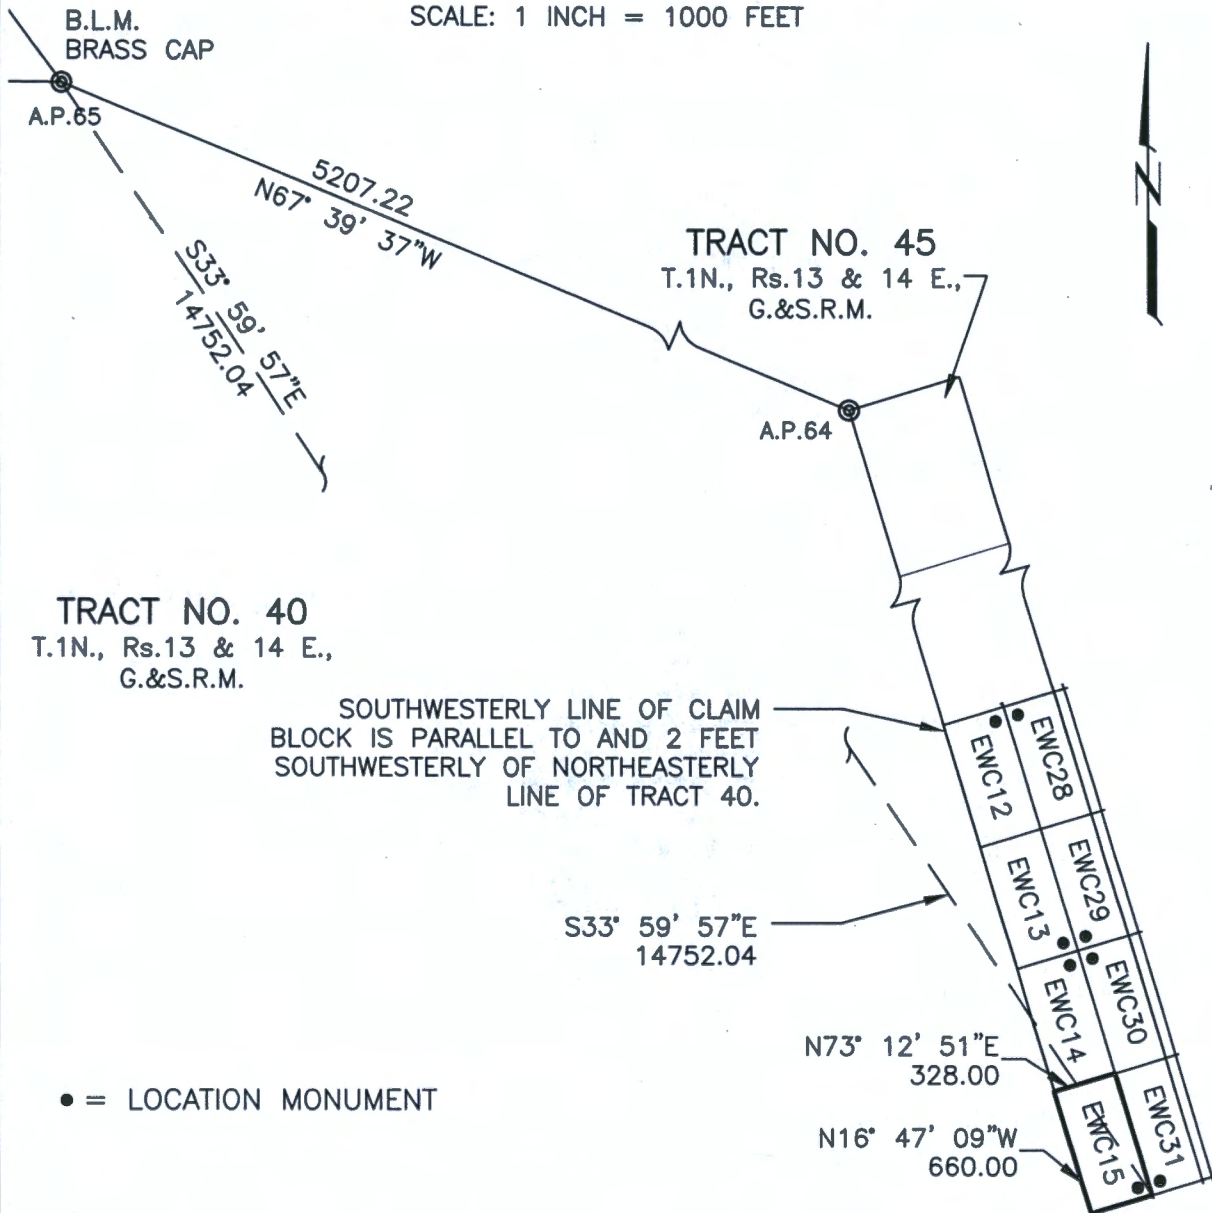 SCALE: 1 INCH = 1000 FEET
B.L.M.
BRASS CAP
A.P.65
5207.22
N67° 39' 37"W
S33° 59' 57"E
14752.04
TRACT NO. 45
T.1N., Rs.13 & 14 E.,
G.&S.R.M.
N
A.P.64
TRACT NO. 40
T.1N., Rs.13 & 14 E.,
G.&S.R.M.
SOUTHWESTERLY LINE OF CLAIM
BLOCK IS PARALLEL TO AND 2 FEET
SOUTHWESTERLY OF NORTHEASTERLY
LINE OF TRACT 40.
EWC12
EWC28
EWC13
EWC29
S33° 59' 57"E
14752.04
EWC14
EWC30
N73° 12' 51"E
328.00
• = LOCATION MONUMENT
EWC15
EWC31
N16° 47' 09"W
660.00